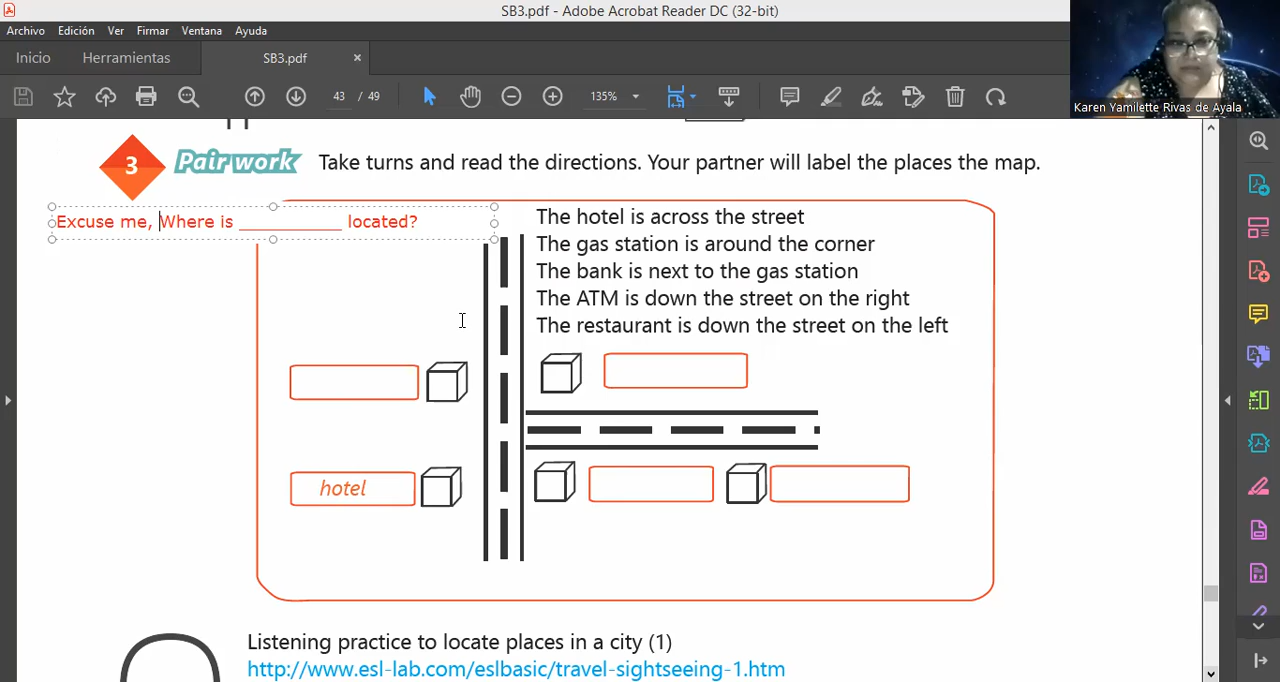 SB3.pdf - Adobe Acrobat Reader DC (32-bit)
Archivo Edición Ver Firmar Ventana Ayuda
Inicio Herramientas SB3.pdf ×
43 / 49 135%
Karen Yamilette Rivas de Ayala
3 Pair work Take turns and read the directions. Your partner will label the places the map.
Excuse me, Where is __________ located?
The hotel is across the street
The gas station is around the corner
The bank is next to the gas station
The ATM is down the street on the right
The restaurant is down the street on the left
hotel
Listening practice to locate places in a city (1)
http://www.esl-lab.com/eslbasic/travel-sightseeing-1.htm